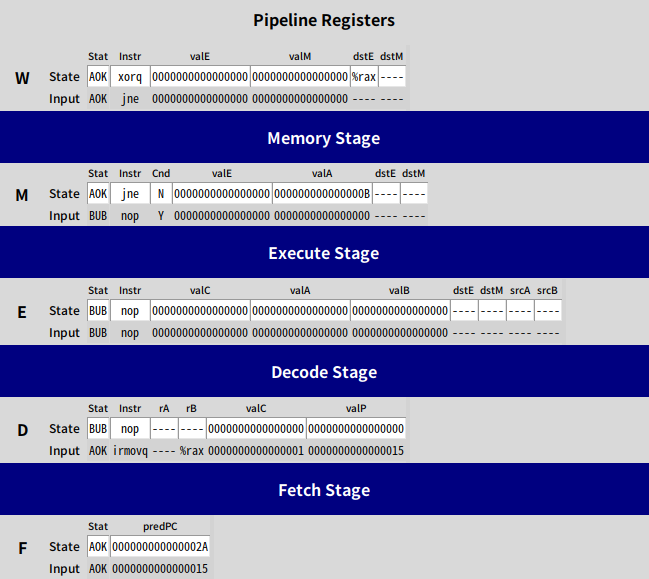 Pipeline Registers
Stat Instr valE valM dstE dstM
W State AOK xorq 0000000000000000 0000000000000000 %rax ----
Input AOK jne 0000000000000000 0000000000000000 ---- ----
Memory Stage
Stat Instr Cnd valE valA dstE dstM
M State AOK jne N 0000000000000000 000000000000000B ---- ----
Input BUB nop Y 0000000000000000 0000000000000000 ---- ----
Execute Stage
Stat Instr valC valA valB dstE dstM srcA srcB
E State BUB nop 0000000000000000 0000000000000000 0000000000000000 ---- ---- ---- ----
Input BUB nop 0000000000000000 0000000000000000 0000000000000000 ---- ---- ---- ----
Decode Stage
Stat Instr rA rB valC valP
D State BUB nop ---- ---- 0000000000000000 0000000000000000
Input AOK irmovq ---- %rax 0000000000000001 0000000000000015
Fetch Stage
Stat predPC
F State AOK 000000000000002A
Input AOK 0000000000000015